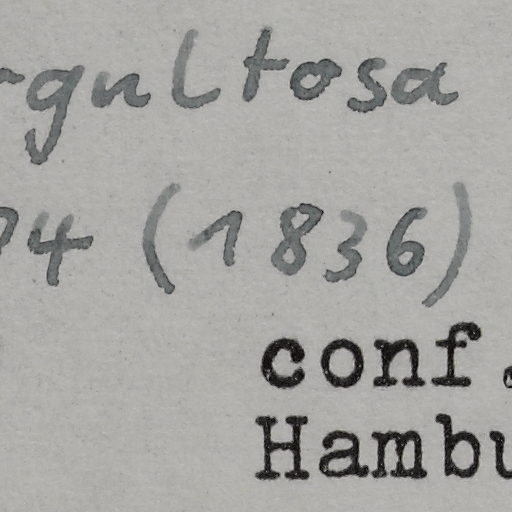 rgultosa
94 (1836)
conf.
Hambu